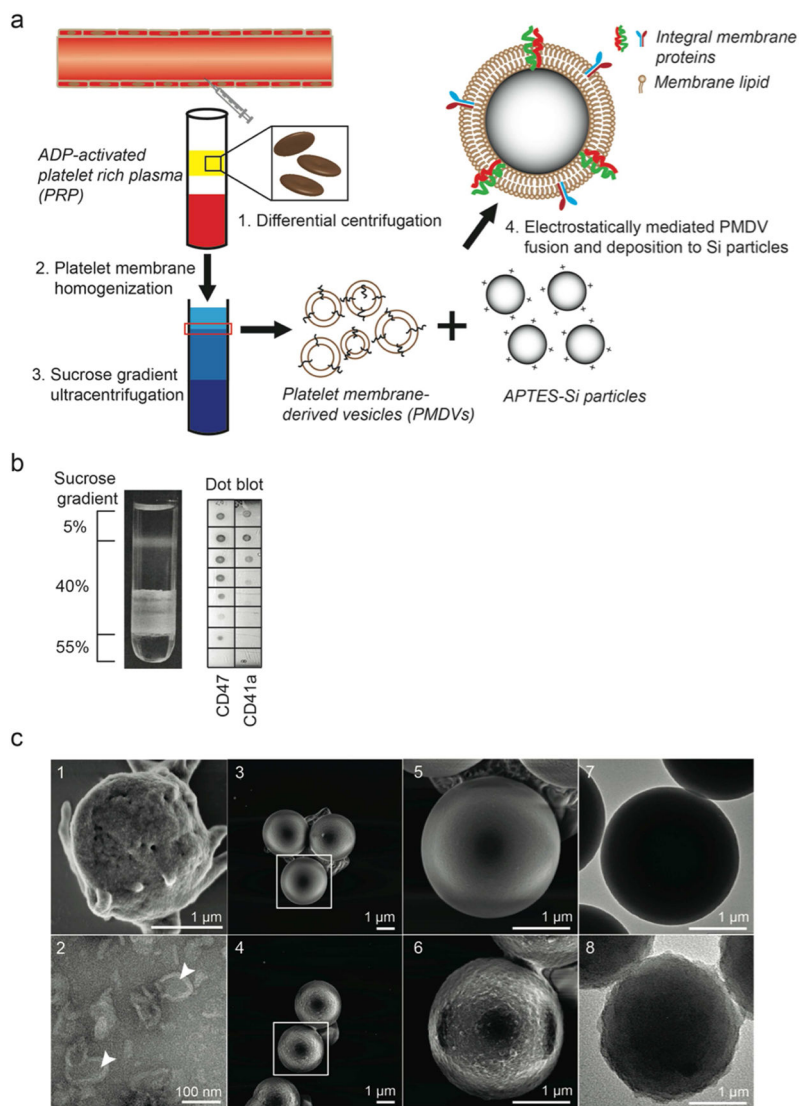 a
Integral membrane
proteins
Membrane lipid
ADP-activated
platelet rich plasma
(PRP)
1. Differential centrifugation
4. Electrostatically mediated PMDV
fusion and deposition to Si particles
2. Platelet membrane
homogenization
3. Sucrose gradient
ultracentrifugation
Platelet membrane-
derived vesicles (PMDVs)
APTES-Si particles
b
Sucrose
gradient
Dot blot
5%
40%
55%
CD47
CD41a
c
1
1 µm
3
1 µm
5
1 µm
7
1 µm
2
100 nm
4
1 µm
6
1 µm
8
1 µm